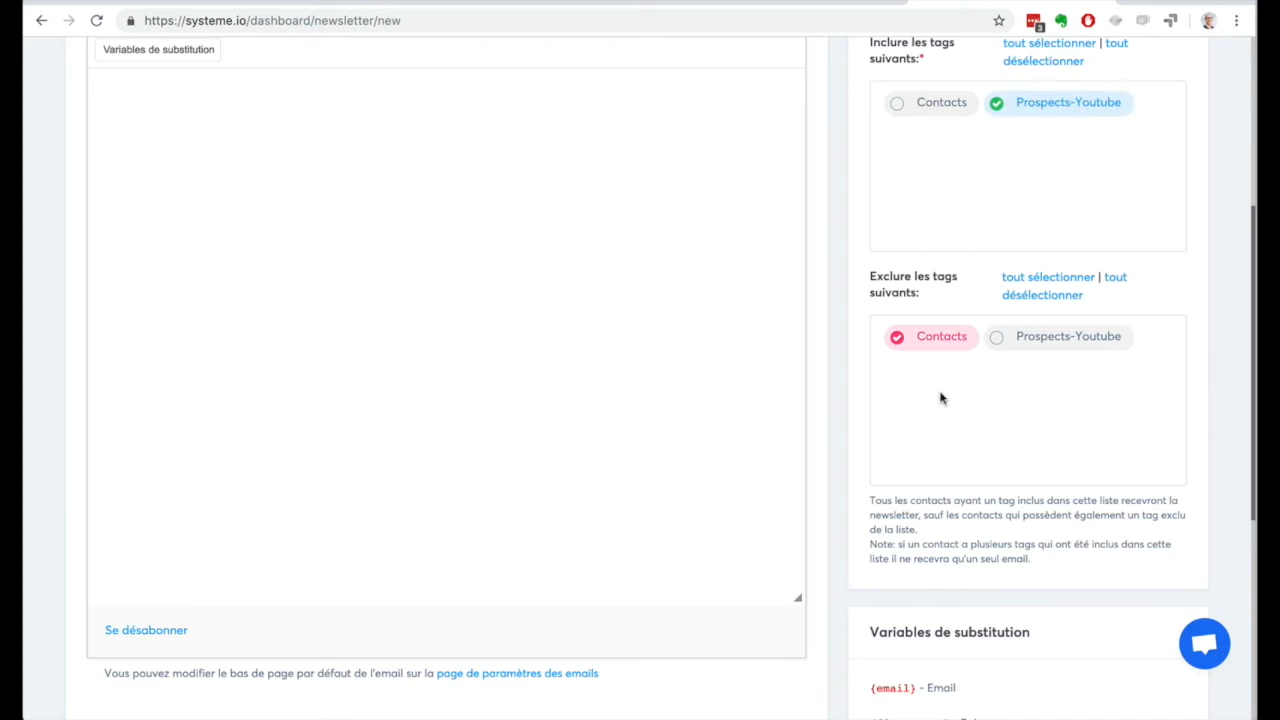 https://systeme.io/dashboard/newsletter/new
3
Variables de substitution
Inclure les tags
suivants:*
tout sélectionner | tout
désélectionner
Contacts
Prospects-Youtube
Exclure les tags
suivants:
tout sélectionner | tout
désélectionner
Contacts
Prospects-Youtube
Tous les contacts ayant un tag inclus dans cette liste recevront la
newsletter, sauf les contacts qui possèdent également un tag exclu
de la liste.
Note: si un contact a plusieurs tags qui ont été inclus dans cette
liste il ne recevra qu'un seul email.
Se désabonner
Vous pouvez modifier le bas de page par défaut de l'email sur la page de paramètres des emails
Variables de substitution
{email} - Email